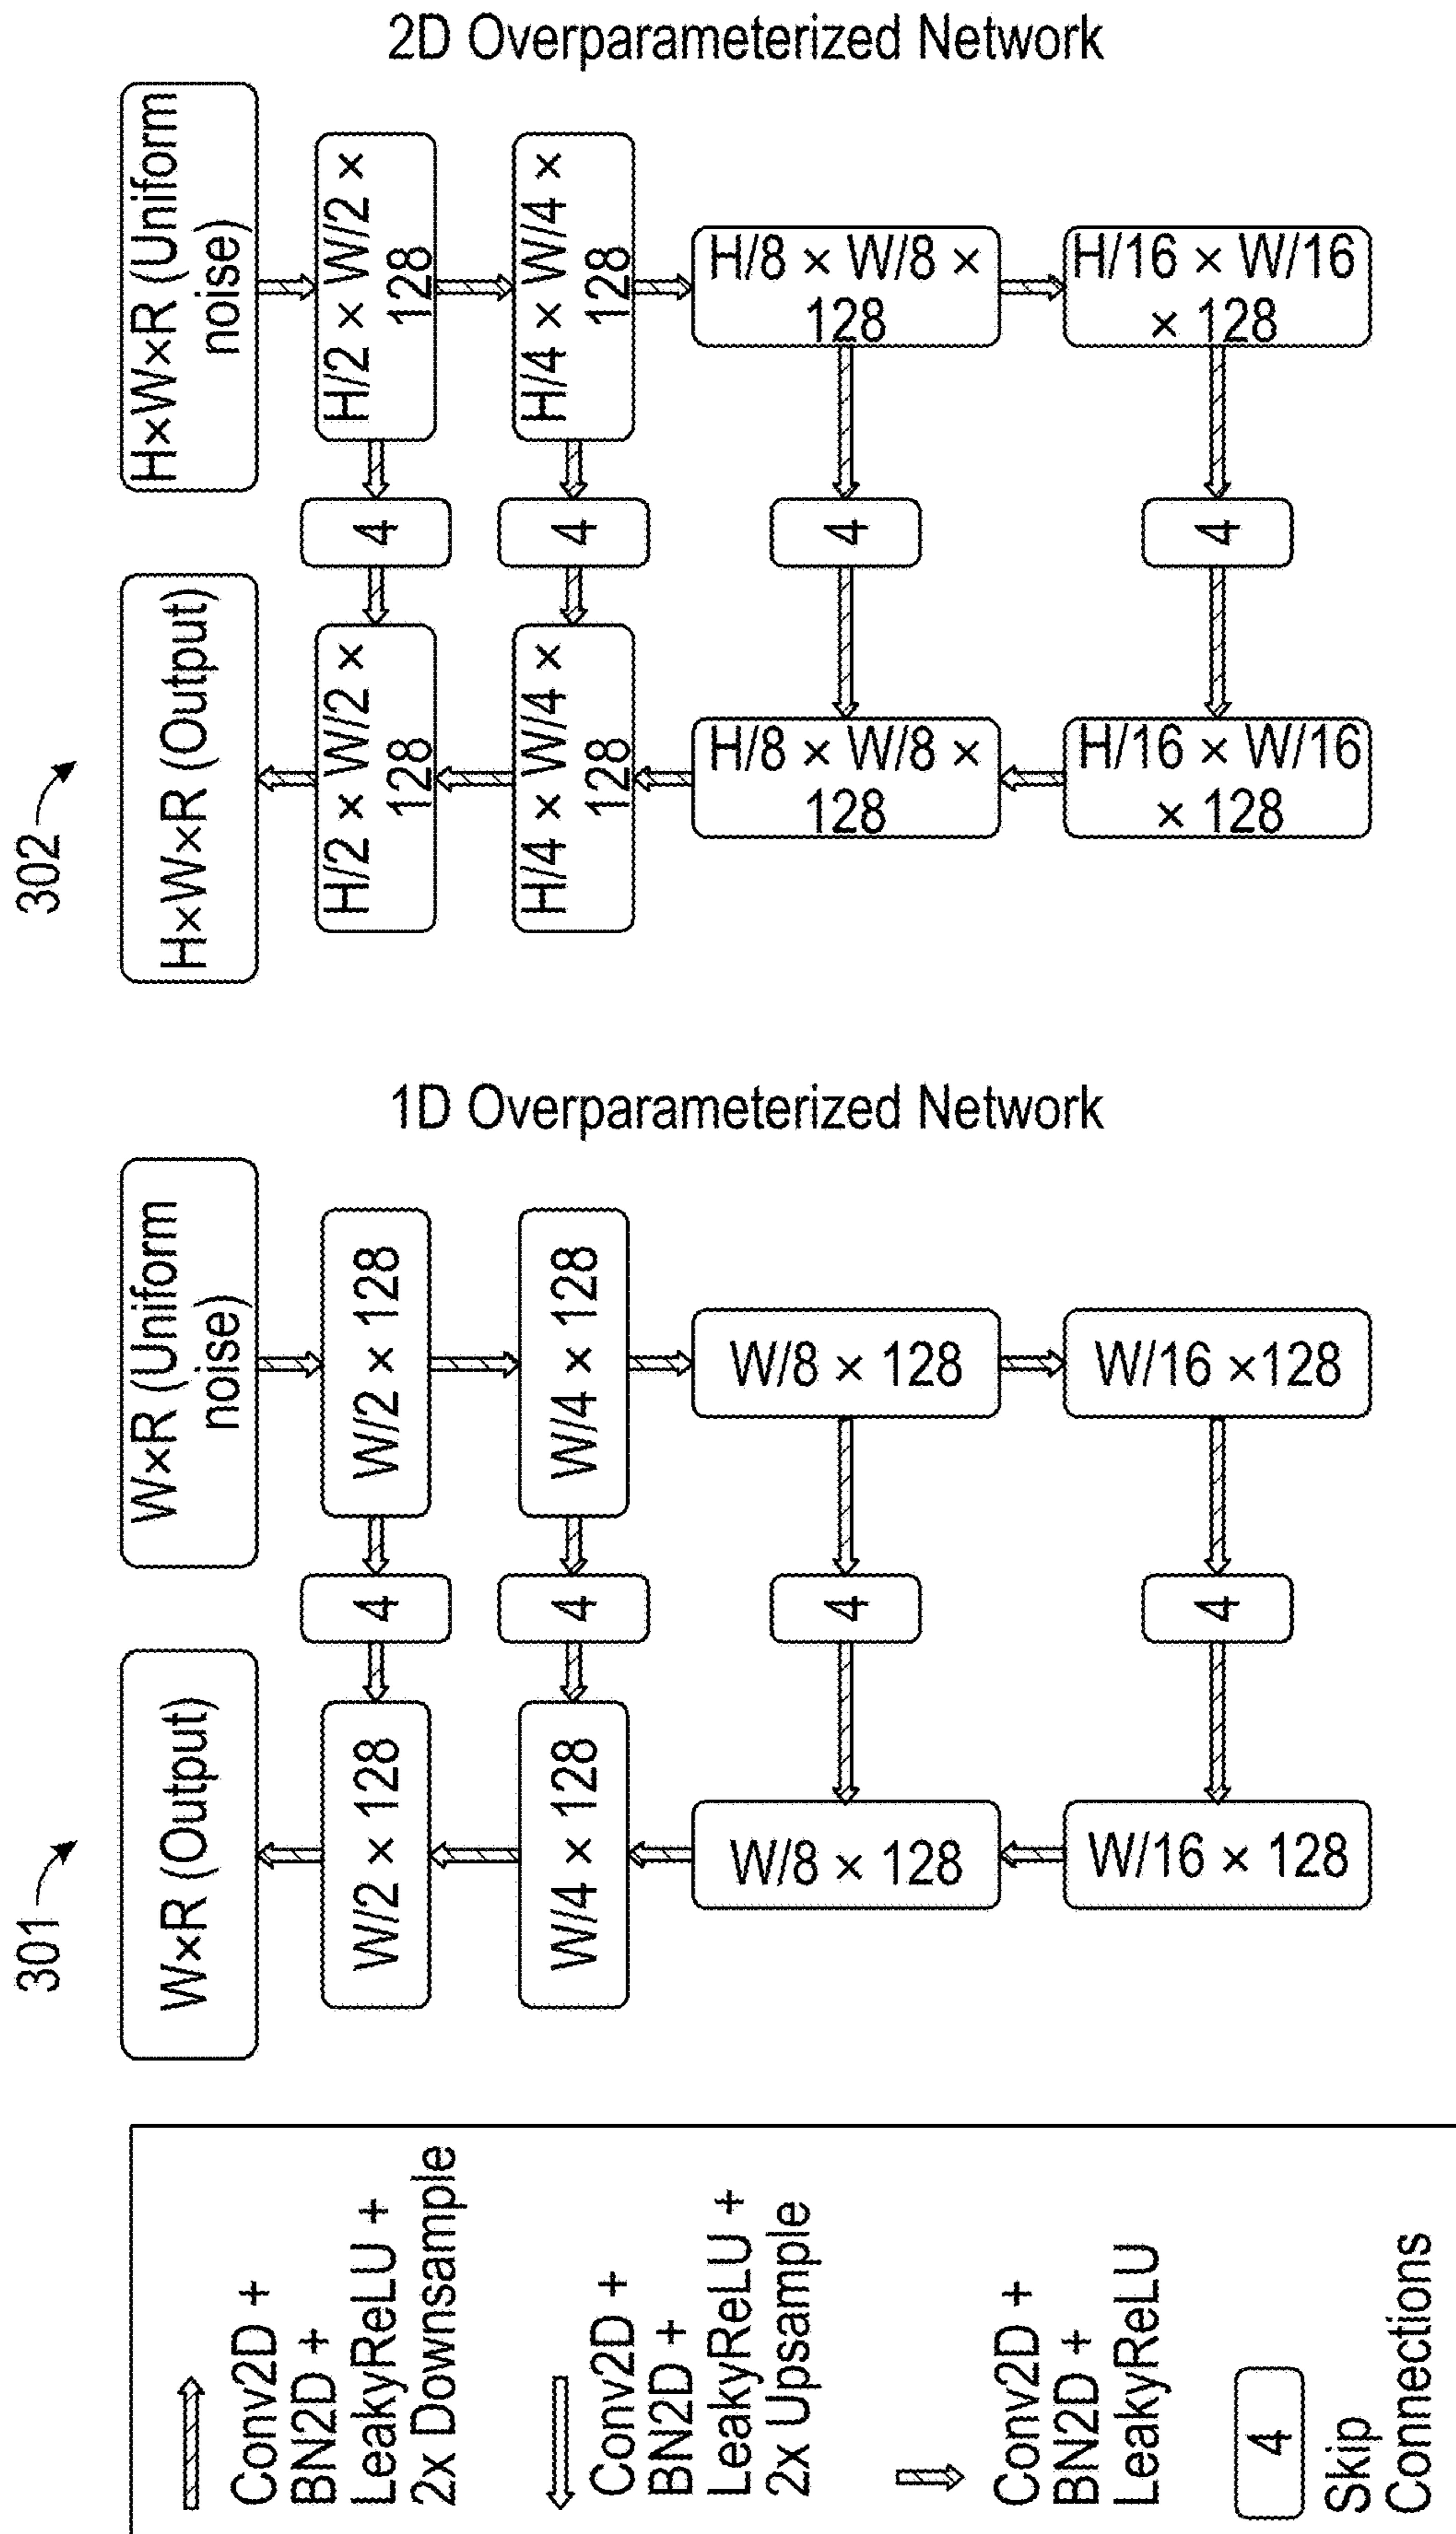 Conv2D +
BN2D +
LeakyReLU +
2x Downsample
Conv2D +
BN2D +
LeakyReLU +
2x Upsample
Conv2D +
BN2D +
LeakyReLU
4
Skip
Connections
301
W×R (Output)
W×R (Uniform
noise)
W/2 × 128
4
W/2 × 128
W/4 × 128
4
W/4 × 128
W/8 × 128
4
W/8 × 128
W/16 × 128
4
W/16 ×128
1D Overparameterized Network
302
H×W×R (Output)
H×W×R (Uniform
noise)
H/2 × W/2 ×
128
4
H/2 × W/2 ×
128
H/4 × W/4 ×
128
4
H/4 × W/4 ×
128
H/8 × W/8 ×
128
4
H/8 × W/8 ×
128
H/16 × W/16
× 128
4
H/16 × W/16
× 128
2D Overparameterized Network